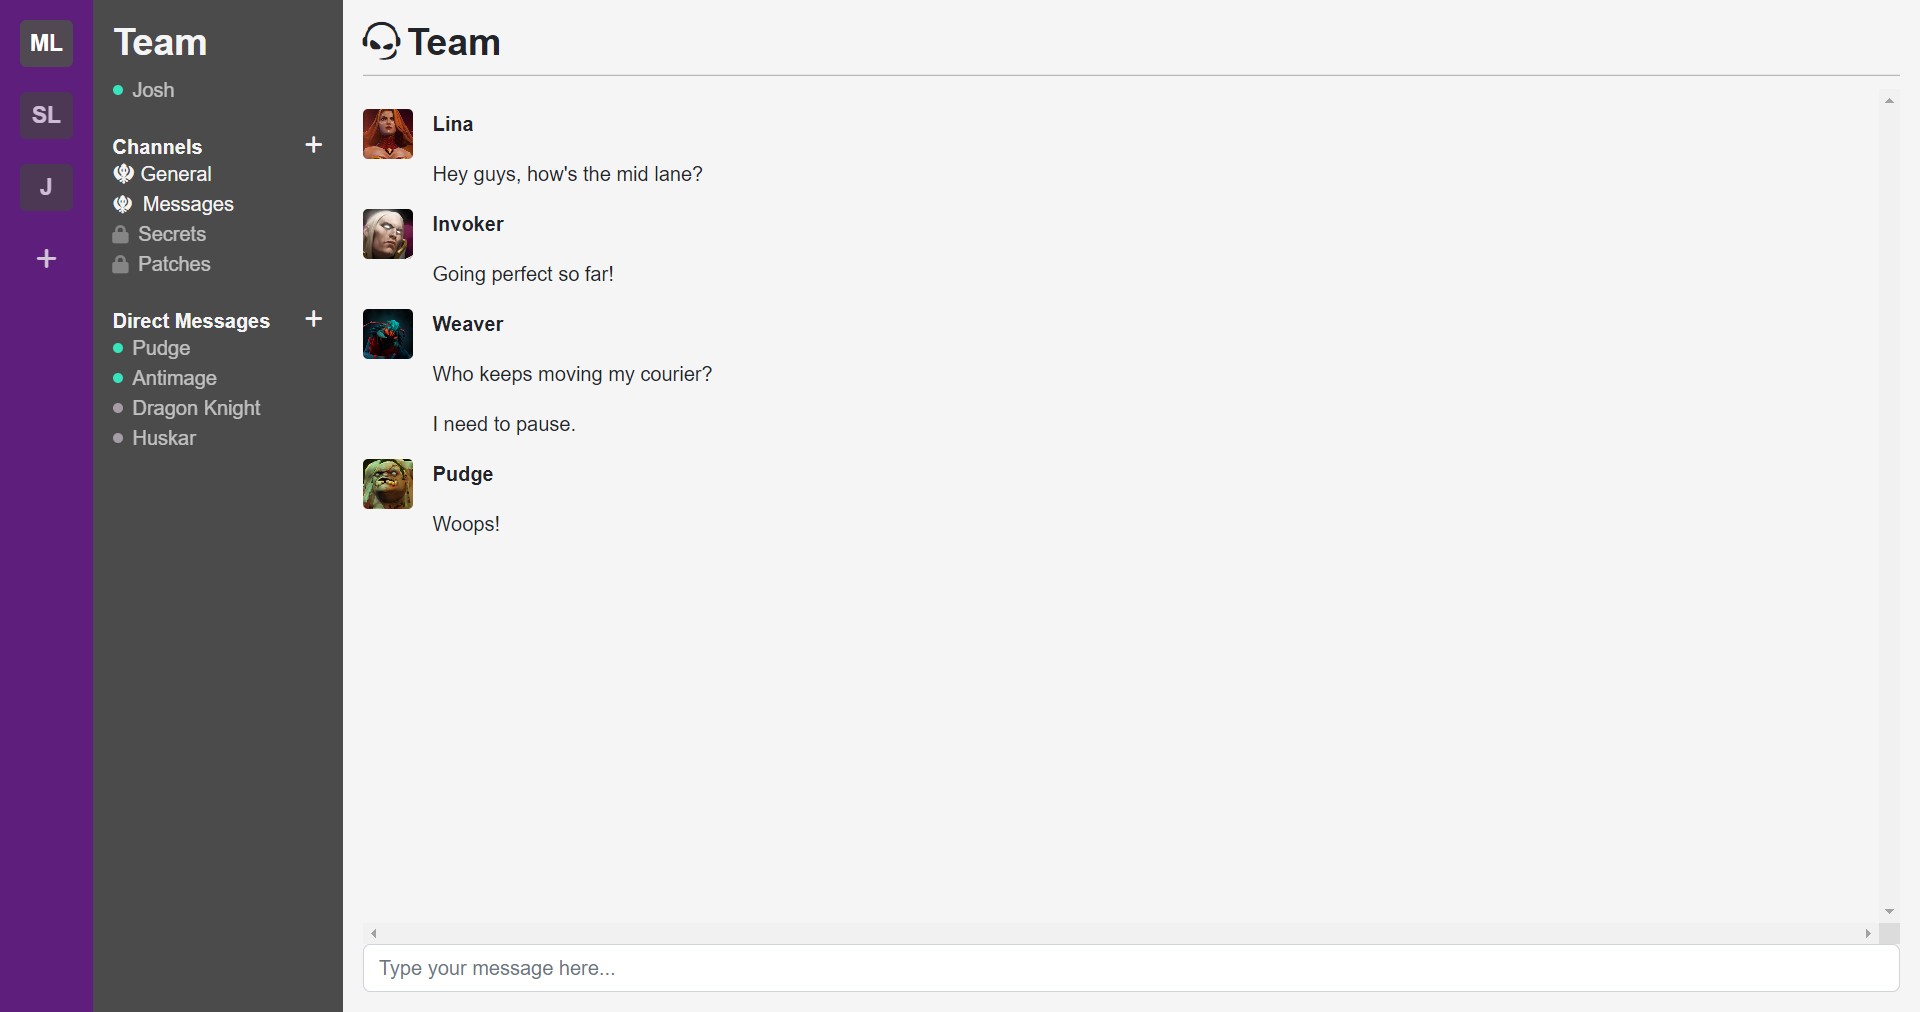 ML
SL
J
+
Team
Josh
Channels +
General
Messages
Secrets
Patches
Direct Messages +
Pudge
Antimage
Dragon Knight
Huskar
Team
Lina
Hey guys, how's the mid lane?
Invoker
Going perfect so far!
Weaver
Who keeps moving my courier?
I need to pause.
Pudge
Woops!
Type your message here...